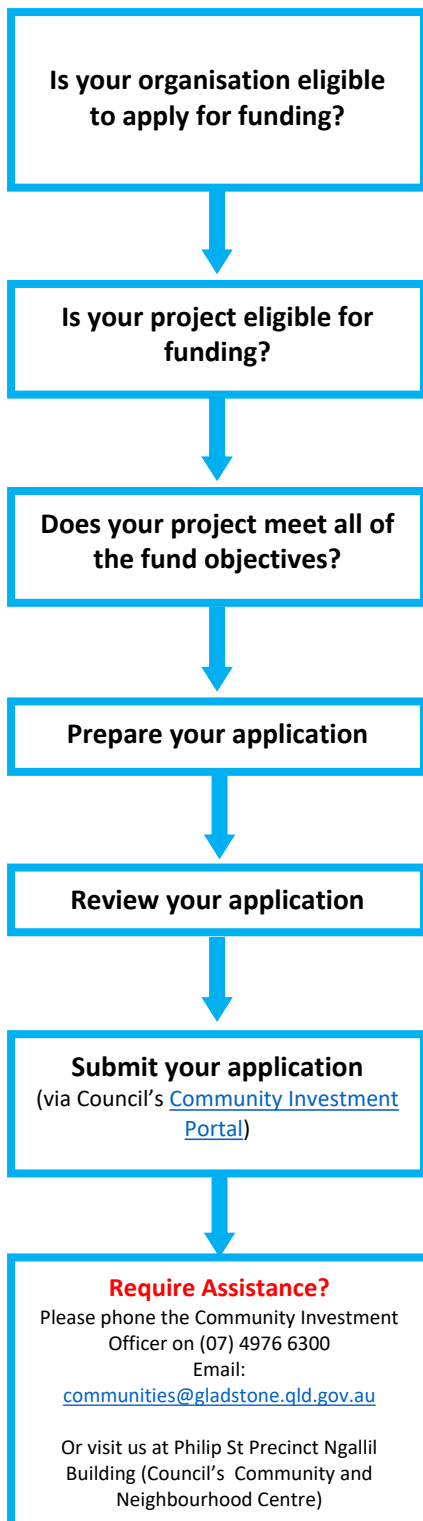 Is your organisation eligible
to apply for funding?
Is your project eligible for
funding?
Does your project meet all of
the fund objectives?
Prepare your application
Review your application
Submit your application
(via Council's Community Investment
Portal)
Require Assistance?
Please phone the Community Investment
Officer on (07) 4976 6300
Email:
communities@gladstone.qld.gov.au
Or visit us at Philip St Precinct Ngallil
Building (Council's  Community and
Neighbourhood Centre)